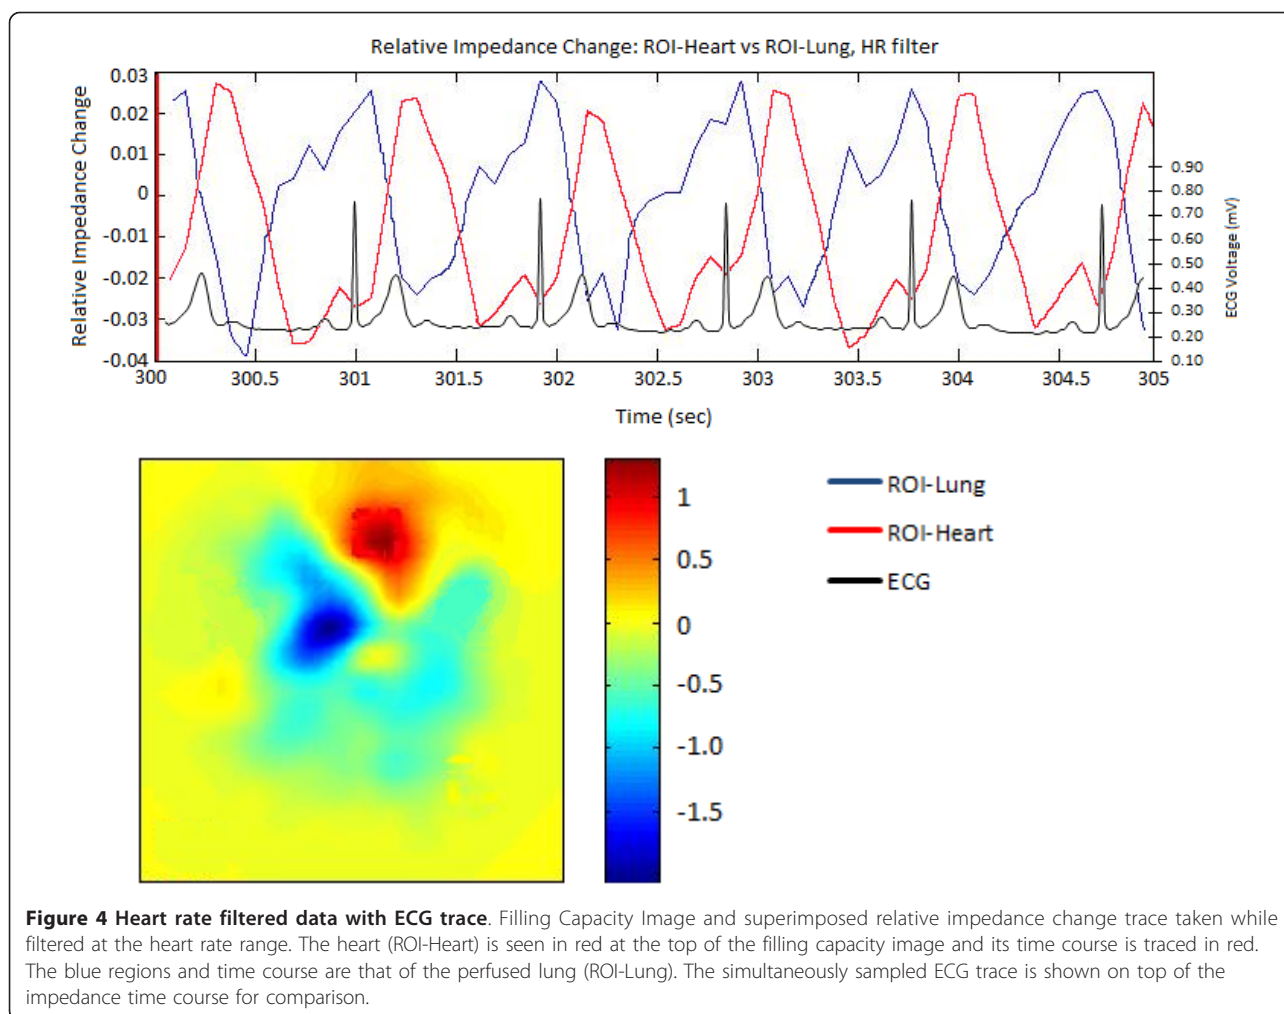 Relative Impedance Change: ROI-Heart vs ROI-Lung, HR filter
Relative Impedance Change
0.03
0.02
0.01
0
-0.01
-0.02
-0.03
-0.04
0.90
0.80
0.70
0.60
0.50
0.40
0.30
0.20
0.10
ECG Voltage (mV)
300 300.5 301 301.5 302 302.5 303 303.5 304 304.5 305
Time (sec)
1
0.5
0
-0.5
-1.0
-1.5
ROI-Lung
ROI-Heart
ECG
Figure 4 Heart rate filtered data with ECG trace. Filling Capacity Image and superimposed relative impedance change trace taken while
filtered at the heart rate range. The heart (ROI-Heart) is seen in red at the top of the filling capacity image and its time course is traced in red.
The blue regions and time course are that of the perfused lung (ROI-Lung). The simultaneously sampled ECG trace is shown on top of the
impedance time course for comparison.